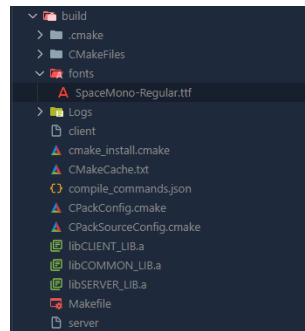 build
.cmake
CMakeFiles
fonts
SpaceMono-Regular.ttf
Logs
client
cmake_install.cmake
CMakeCache.txt
compile_commands.json
CPackConfig.cmake
CPackSourceConfig.cmake
libCLIENT_LIB.a
libCOMMON_LIB.a
libSERVER_LIB.a
Makefile
server